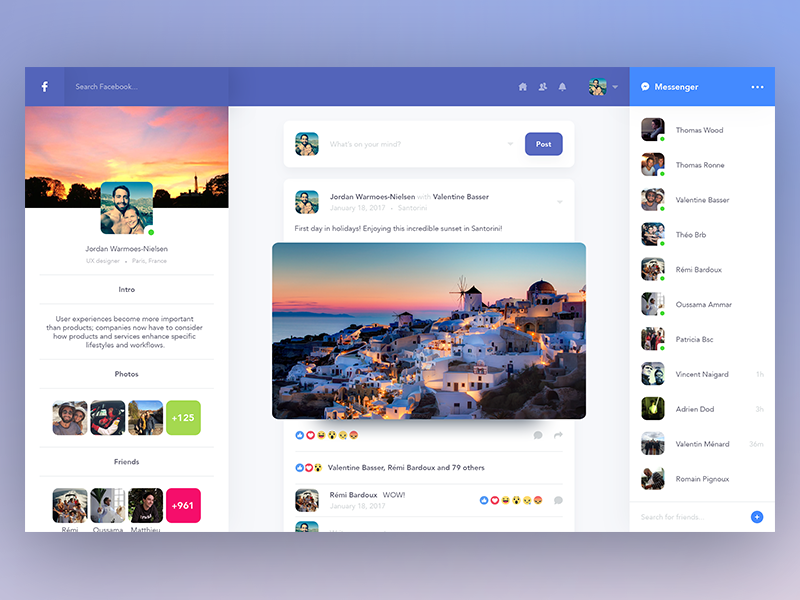 f
Search Facebook...
Messenger
Jordan Warmoes-Nielsen
UX designer • Paris, France
Intro
User experiences become more important
than products; companies now have to consider
how products and services enhance specific
lifestyles and workflows.
Photos
+125
Friends
+961
Rémi
Oussama
Matthieu
What's on your mind?
Post
Jordan Warmoes-Nielsen with Valentine Basser
January 18, 2017 • Santorini
First day in holidays! Enjoying this incredible sunset in Santorini!
Valentine Basser, Rémi Bardoux and 79 others
Rémi Bardoux WOW!
January 18, 2017
Thomas Wood
Thomas Ronne
Valentine Basser
Théo Brb
Rémi Bardoux
Oussama Ammar
Patricia Bsc
Vincent Naigard 1h
Adrien Dod 3h
Valentin Ménard 36m
Romain Pignoux
Search for friends...